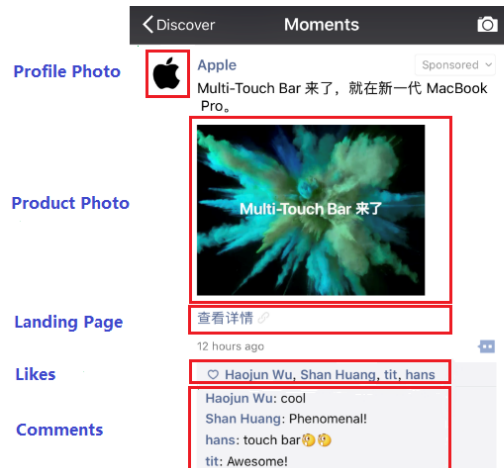 Discover
Moments
Profile Photo
Apple
Sponsored
Multi-Touch Bar 来了，就在新一代 MacBook
Pro。
Product Photo
Multi-Touch Bar 来了
Landing Page
查看详情
12 hours ago
Likes
Haojun Wu, Shan Huang, tit, hans
Comments
Haojun Wu: cool
Shan Huang: Phenomenal!
hans: touch bar🤔🤔
tit: Awesome!